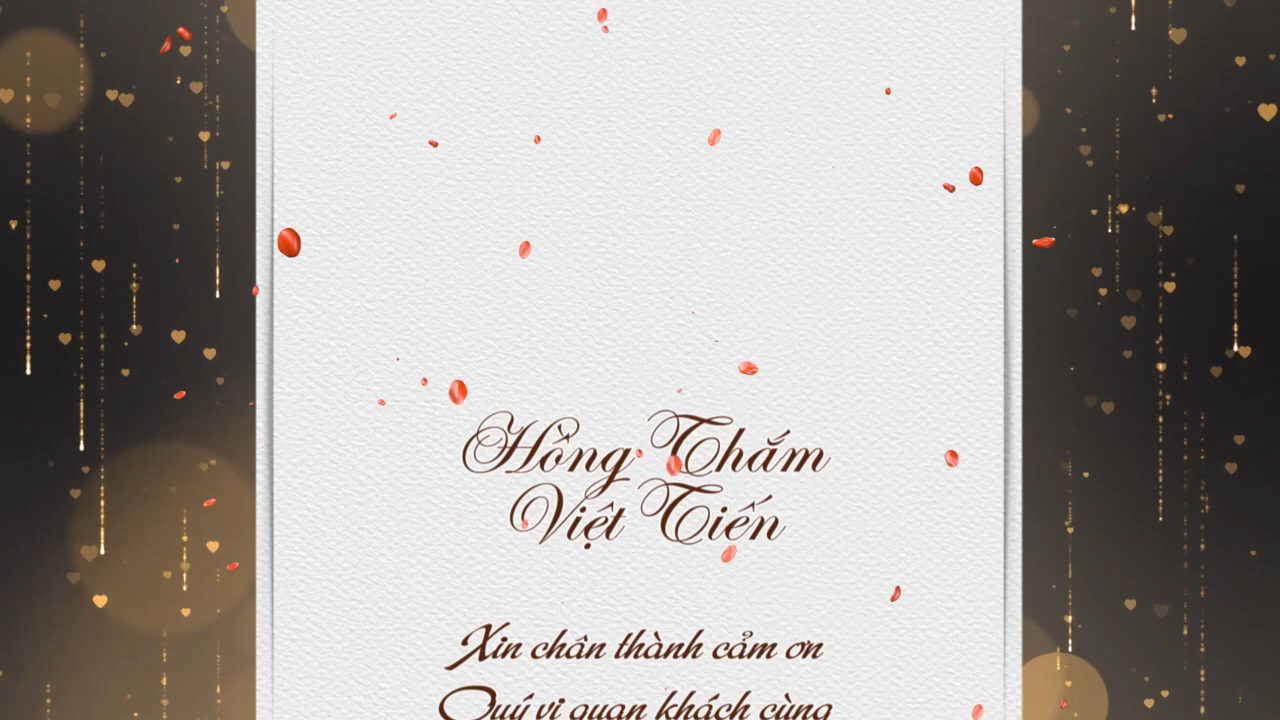 Hồng Thắm
Việt Tiến
Xin chân thành cảm ơn
Quý vị quan khách cùng